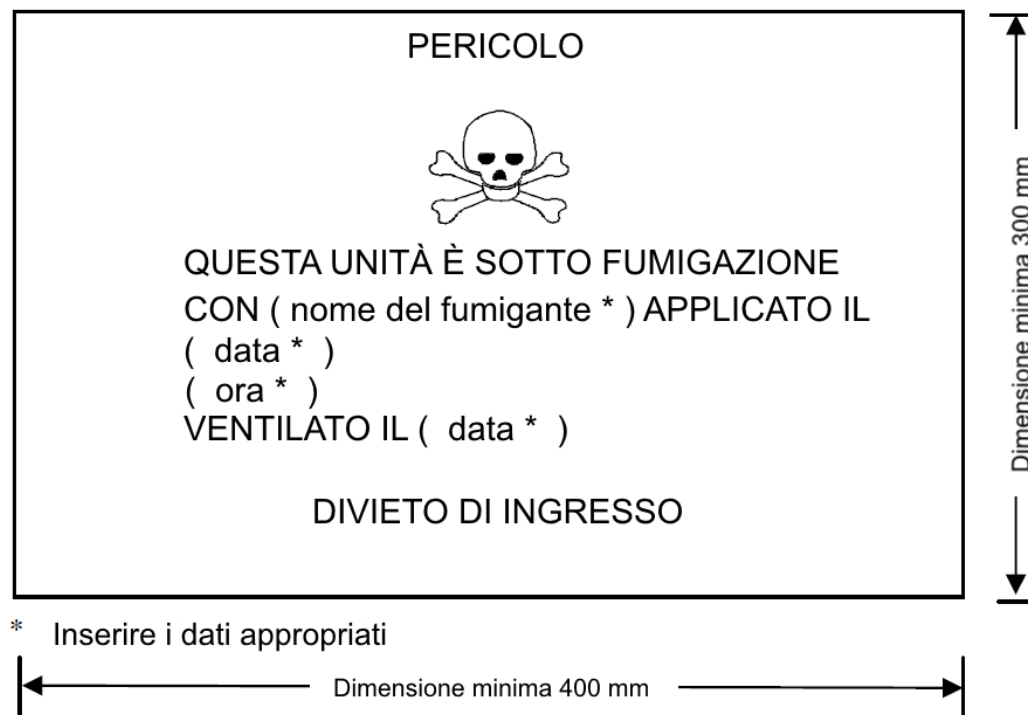 PERICOLO
QUESTA UNITÀ È SOTTO FUMIGAZIONE
CON ( nome del fumigante * ) APPLICATO IL
( data * )
( ora * )
VENTILATO IL ( data * )
DIVIETO DI INGRESSO
Dimensione minima 300 mm
* Inserire i dati appropriati
Dimensione minima 400 mm